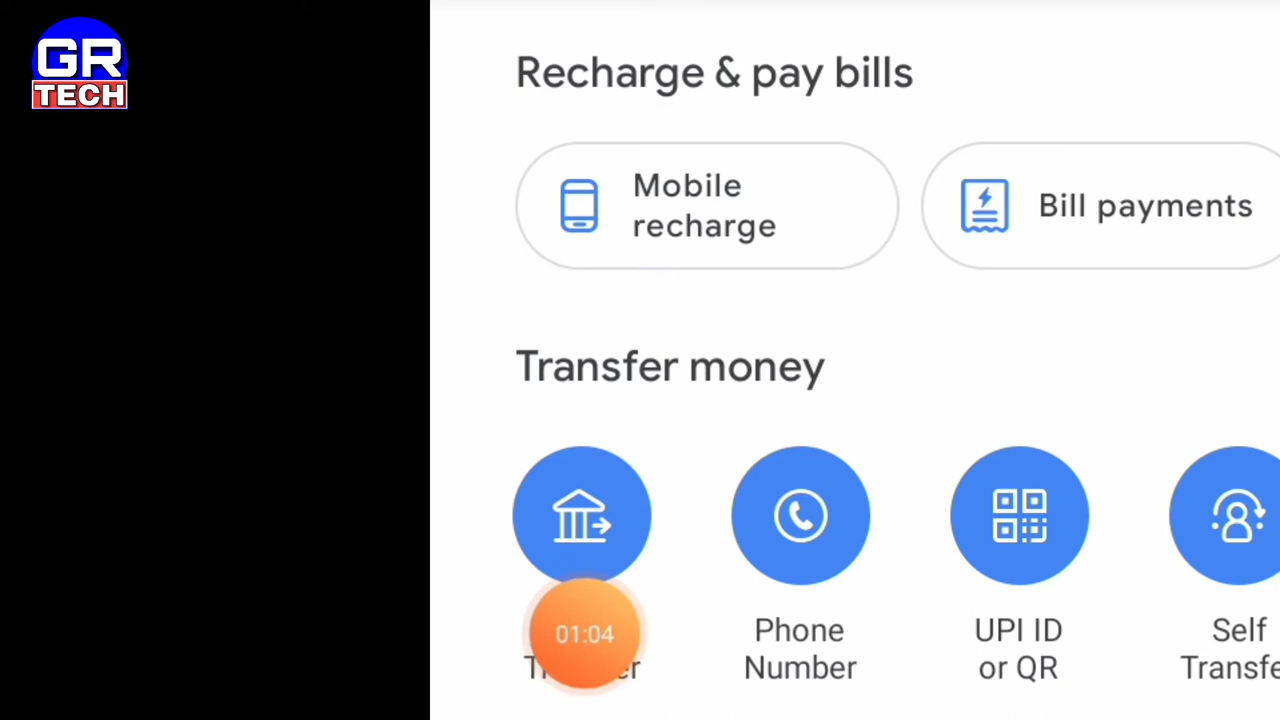 GR
TECH
Recharge & pay bills
Mobile
recharge
Bill payments
Transfer money
01:04
Phone
Number
UPI ID
or QR
Self